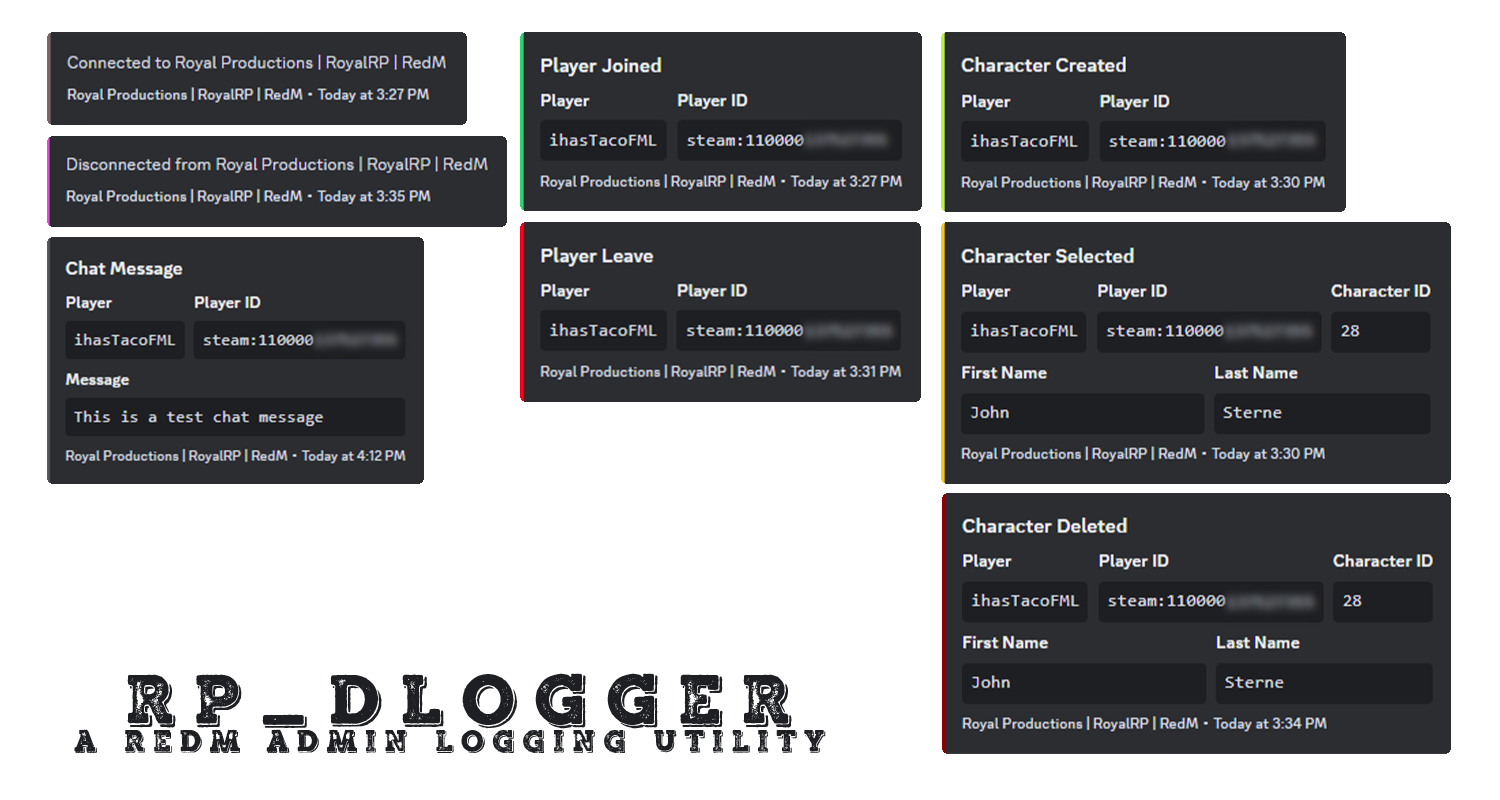 Connected to Royal Productions | RoyalRP | RedM
Royal Productions | RoyalRP | RedM • Today at 3:27 PM
Disconnected from Royal Productions | RoyalRP | RedM
Royal Productions | RoyalRP | RedM • Today at 3:35 PM
Chat Message
Player Player ID
ihasTacoFML steam:110000
Message
This is a test chat message
Royal Productions | RoyalRP | RedM • Today at 4:12 PM
Player Joined
Player Player ID
ihasTacoFML steam:110000
Royal Productions | RoyalRP | RedM • Today at 3:27 PM
Player Leave
Player Player ID
ihasTacoFML steam:110000
Royal Productions | RoyalRP | RedM • Today at 3:31 PM
Character Created
Player Player ID
ihasTacoFML steam:110000
Royal Productions | RoyalRP | RedM • Today at 3:30 PM
Character Selected
Player Player ID Character ID
ihasTacoFML steam:110000 28
First Name Last Name
John Sterne
Royal Productions | RoyalRP | RedM • Today at 3:30 PM
Character Deleted
Player Player ID Character ID
ihasTacoFML steam:110000 28
First Name Last Name
John Sterne
Royal Productions | RoyalRP | RedM • Today at 3:34 PM
RP_DLOGGER
A REDM ADMIN LOGGING UTILITY